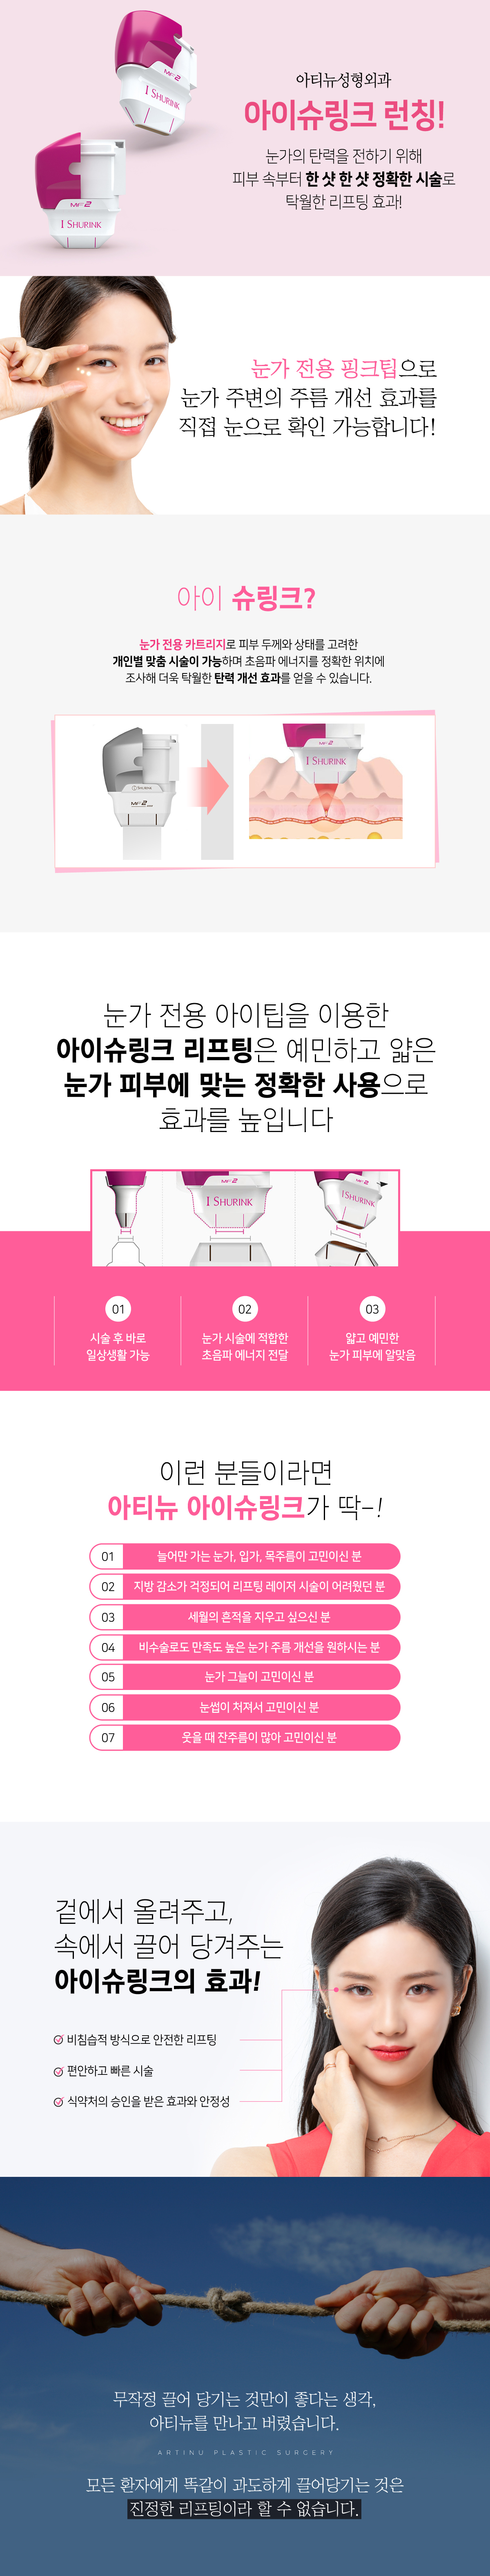 MF2
I SHURINK
MF2
I SHURINK
아티뉴성형외과
아이슈링크 런칭!
눈가의 탄력을 전하기 위해
피부 속부터 한 샷 한 샷 정확한 시술로
탁월한 리프팅 효과!
눈가 전용 핑크팁으로
눈가 주변의 주름 개선 효과를
직접 눈으로 확인 가능합니다!
아이 슈링크?
눈가 전용 카트리지로 피부 두께와 상태를 고려한
개인별 맞춤 시술이 가능하며 초음파 에너지를 정확한 위치에
조사해 더욱 탁월한 탄력 개선 효과를 얻을 수 있습니다.
SHURINK
MF2
MF2
I SHURINK
눈가 전용 아이팁을 이용한
아이슈링크 리프팅은 예민하고 얇은
눈가 피부에 맞는 정확한 사용으로
효과를 높입니다
MF2
I SHURINK
MF2
I SHURINK
01
시술 후 바로
일상생활 가능
02
눈가 시술에 적합한
초음파 에너지 전달
03
얇고 예민한
눈가 피부에 알맞음
이런 분들이라면
아티뉴 아이슈링크가 딱-!
01 늘어만 가는 눈가, 입가, 목주름이 고민이신 분
02 지방 감소가 걱정되어 리프팅 레이저 시술이 어려웠던 분
03 세월의 흔적을 지우고 싶으신 분
04 비수술로도 만족도 높은 눈가 주름 개선을 원하시는 분
05 눈가 그늘이 고민이신 분
06 눈썹이 처져서 고민이신 분
07 웃을 때 잔주름이 많아 고민이신 분
겉에서 올려주고,
속에서 끌어 당겨주는
아이슈링크의 효과!
비침습적 방식으로 안전한 리프팅
편안하고 빠른 시술
식약처의 승인을 받은 효과와 안정성
무작정 끌어 당기는 것만이 좋다는 생각,
아티뉴를 만나고 버렸습니다.
ARTINU PLASTIC SURGERY
모든 환자에게 똑같이 과도하게 끌어당기는 것은
진정한 리프팅이라 할 수 없습니다.